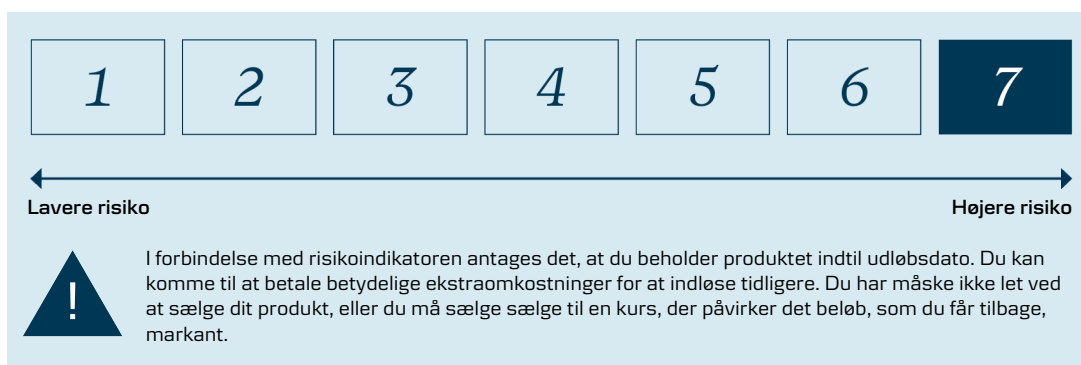 1 2 3 4 5 6 7
Lavere risiko Højere risiko
I forbindelse med risikoindikatoren antages det, at du beholder produktet indtil udløbsdato. Du kan
komme til at betale betydelige ekstraomkostninger for at indløse tidligere. Du har måske ikke let ved
at sælge dit produkt, eller du må sælge sælge til en kurs, der påvirker det beløb, som du får tilbage,
markant.
!